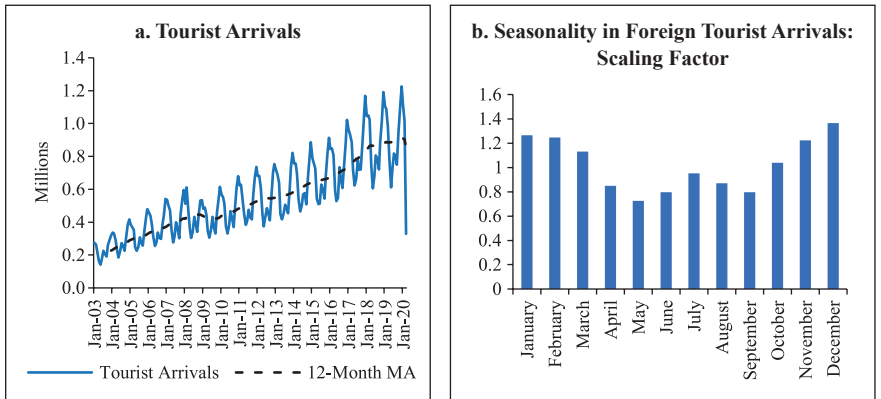 a. Tourist Arrivals
Millions
1.4
1.2
1.0
0.8
0.6
0.4
0.2
0.0
Jan-03
Jan-04
Jan-05
Jan-06
Jan-07
Jan-08
Jan-09
Jan-10
Jan-11
Jan-12
Jan-13
Jan-14
Jan-15
Jan-16
Jan-17
Jan-18
Jan-19
Jan-20
Tourist Arrivals
12-Month MA
b. Seasonality in Foreign Tourist Arrivals:
Scaling Factor
1.6
1.4
1.2
1
0.8
0.6
0.4
0.2
0
January
February
March
April
May
June
July
August
September
October
November
December